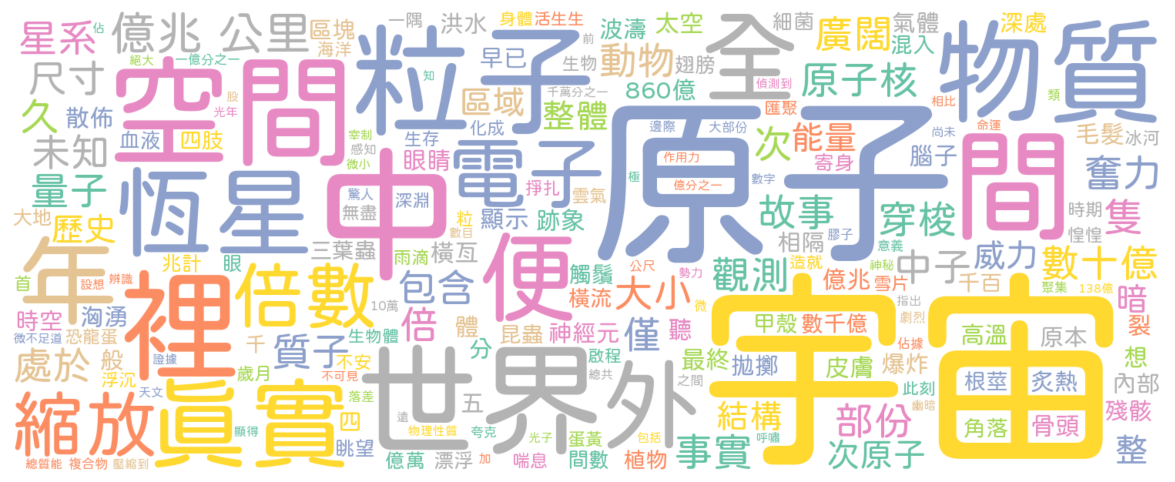 星系
佔
億兆
公里
區塊
海洋
一隅
洪水
身體
活生生
前
波濤
太空
細菌
氣體
廣闊
混入
深處
絕大
一億分之一
粒子
早已
生物
動物
翅膀
全
偵測到
原子核
物質
尺寸
空間
光年
股
知
千萬分之一
860億
匯聚
相比
類
久
散佈
區域
整體
邊際
大部份
尚未
命運
毛髮
冰河
血液
四肢
宰制
感知
微小
生存
化成
眼睛
電子
作用力
次
能量
寄身
腦子
未知
奮力
量子
恆星
驚人
深淵
無盡
中
掙扎
雲氣
極
億分之一
數字
原子
間
隻
大地
歷史
粒
數目
顯示
跡象
故事
膠子
穿梭
時期
惶惶
三葉蟲
橫亙
雨滴
相隔
意義
中子
威力
年
兆計
眼
便
觸鬚
公尺
勢力
觀測
造就
神秘
數十億
首
設想
辨識
裡
倍數
10萬
包含
橫流
大小
微
億兆
雪片
千百
聚集
138億
時空
洶湧
倍
體
昆蟲
神經元
僅
聽
甲殼
數千億
指出
劇烈
宇宙
暗
裂
微不足道
恐龍蛋
證據
千
質子
生物體
不安
分
啟程
最終
拋擲
皮膚
佔據
爆炸
高溫
原本
想
處於
般
浮沉
天文
歲月
不可見
世界
總共
之間
外
此刻
根莖
炙熱
內部
縮放
真實
顯得
落差
四
五
遠
物理性質
夸克
光子
蛋黃
包括
結構
呼嘯
部份
幽暗
角落
骨頭
殘骸
眺望
總質能
複合物
壓縮到
億萬
漂浮
加
喘息
間數
植物
事實
次原子
整